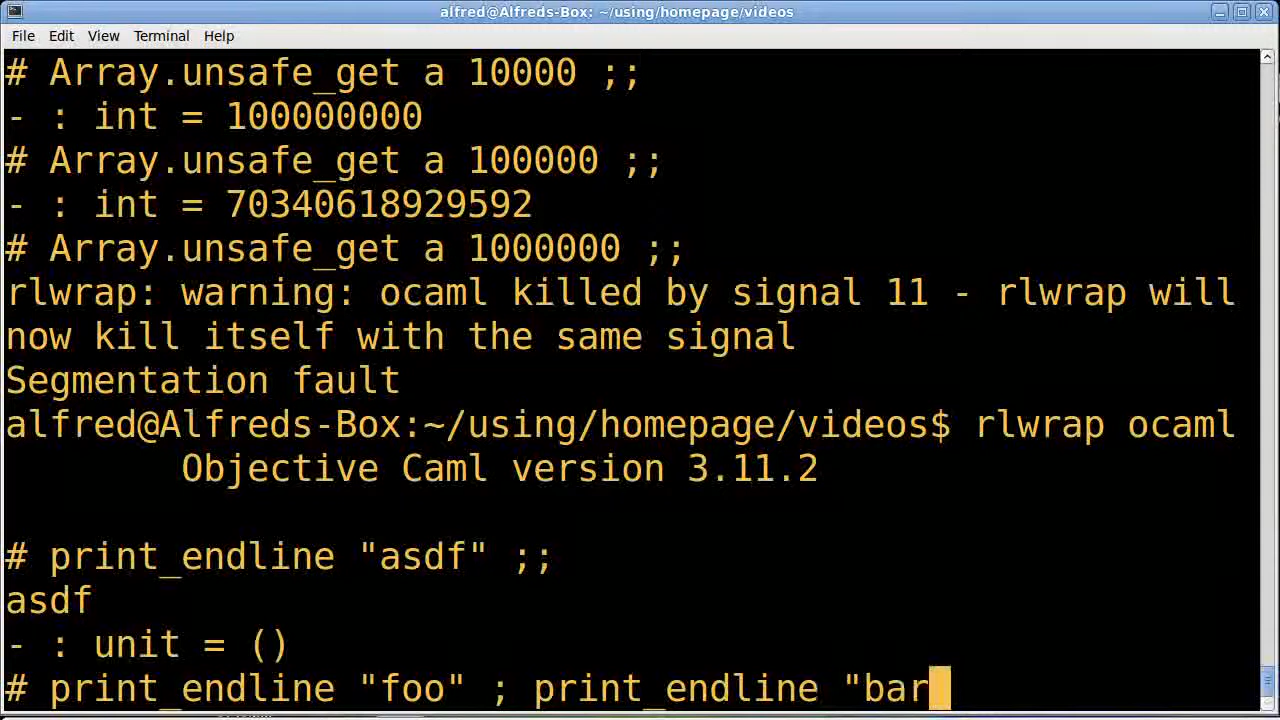 alfred@Alfreds-Box: ~/using/homepage/videos
File Edit View Terminal Help
# Array.unsafe_get a 10000 ;;
- : int = 100000000
# Array.unsafe_get a 100000 ;;
- : int = 70340618929592
# Array.unsafe_get a 1000000 ;;
rlwrap: warning: ocaml killed by signal 11 - rlwrap will
now kill itself with the same signal
Segmentation fault
alfred@Alfreds-Box:~/using/homepage/videos$ rlwrap ocaml
Objective Caml version 3.11.2
# print_endline "asdf" ;;
asdf
- : unit = ()
# print_endline "foo" ; print_endline "bar